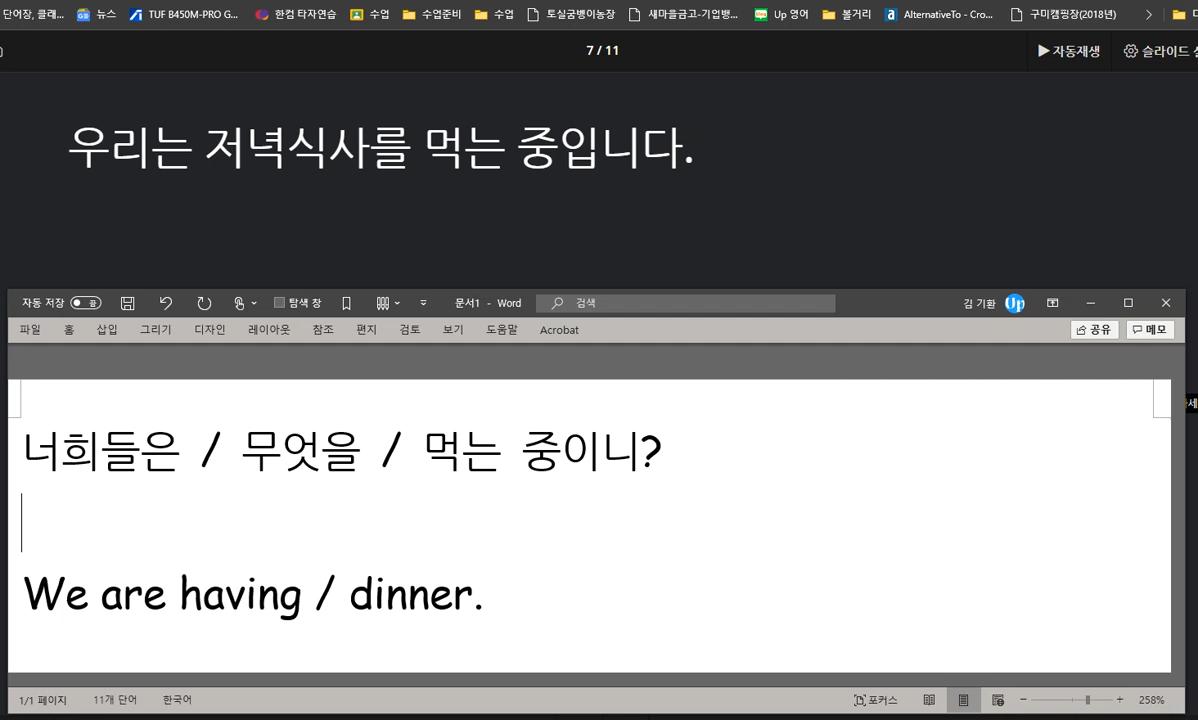 단어장, 클래... 뉴스 TUF B450M-PRO G... 한컴 타자연습 수업 수업준비 수업 토실굼벵이농장 새마을금고-기업뱅... Up 영어 볼거리 AlternativeTo - Cro... 구미캠핑장(2018년)
7 / 11 자동재생 슬라이드
우리는 저녁식사를 먹는 중입니다.
자동 저장 끔 탐색 창 문서1 - Word 검색 김 기환 Up
파일 홈 삽입 그리기 디자인 레이아웃 참조 편지 검토 보기 도움말 Acrobat 공유 메모
너희들은 / 무엇을 / 먹는 중이니?
We are having / dinner.
1/1 페이지 11개 단어 한국어 포커스 258%